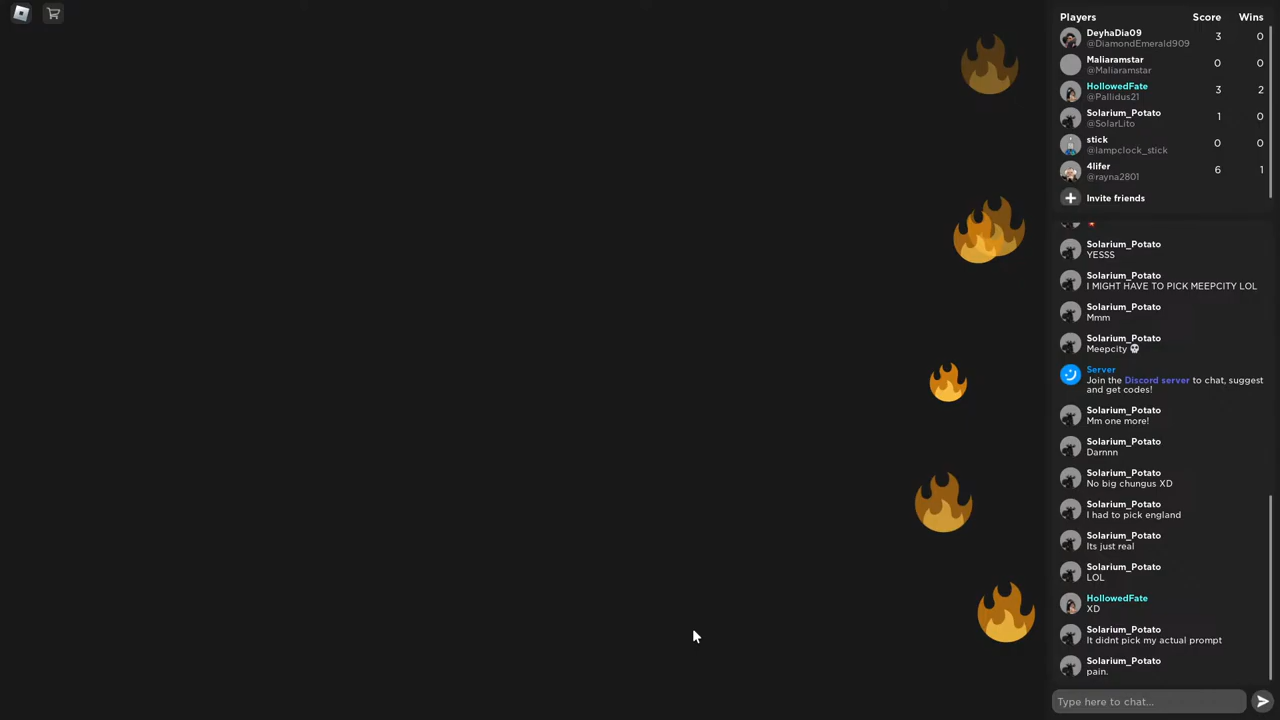 Players Score Wins
DeyhaDia09 3 0
@DiamondEmerald909
Maliaramstar 0 0
@Maliaramstar
HollowedFate 3 2
@Pallidus21
Solarium_Potato 1 0
@SolarLito
stick 0 0
@lampclock_stick
4lifer 6 1
@rayna2801
Invite friends
Solarium_Potato
YESSS
Solarium_Potato
I MIGHT HAVE TO PICK MEEPCITY LOL
Solarium_Potato
Mmm
Solarium_Potato
Meepcity 💀
Server
Join the Discord server to chat, suggest
and get codes!
Solarium_Potato
Mm one more!
Solarium_Potato
Darnnn
Solarium_Potato
No big chungus XD
Solarium_Potato
I had to pick england
Solarium_Potato
Its just real
Solarium_Potato
LOL
HollowedFate
XD
Solarium_Potato
It didnt pick my actual prompt
Solarium_Potato
pain.
Type here to chat...